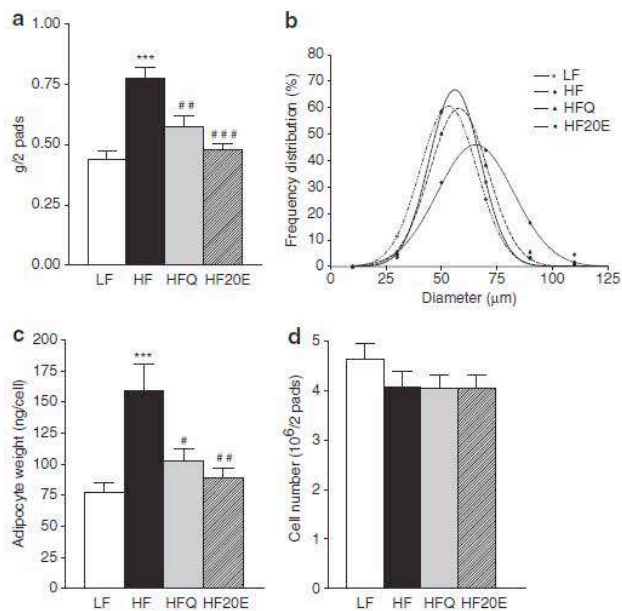 a
1.00
0.75
0.50
0.25
0.00
g/2 pads
***
# #
# # #
LF HF HFQ HF20E
b
80
70
60
50
40
30
20
10
0
Frequency distribution (%)
LF
HF
HFQ
HF20E
0 25 50 75 100 125
Diameter (μm)
c
200
175
150
125
100
75
50
25
0
Adipocyte weight (ng/cell)
***
#
# #
LF HF HFQ HF20E
d
5
4
3
2
1
0
Cell number (10⁶/2 pads)
LF HF HFQ HF20E